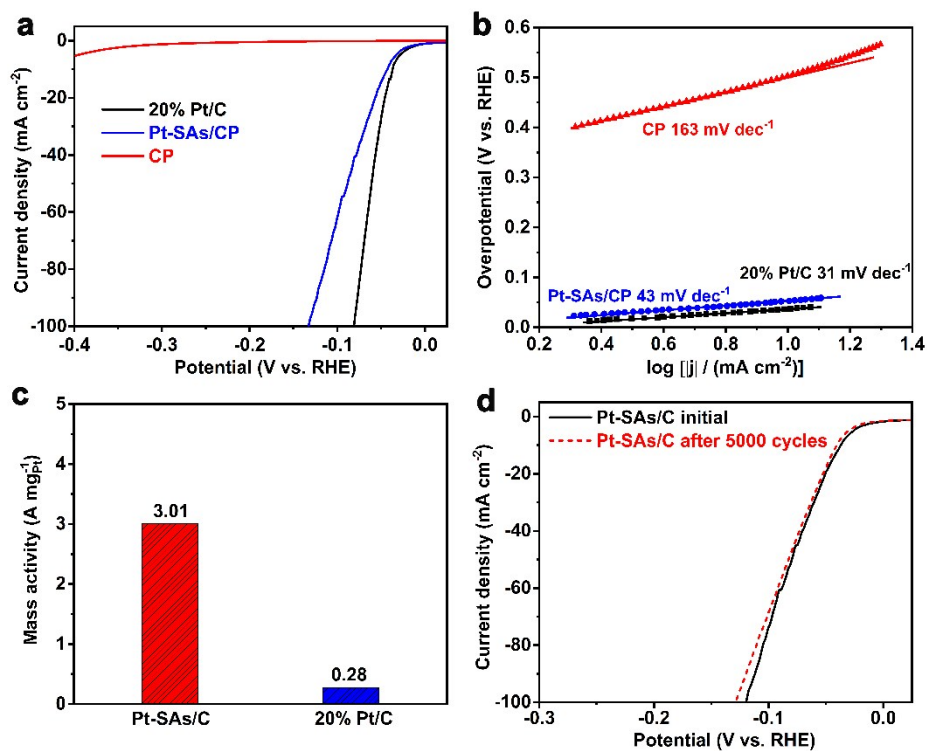 a
0
-20
-40
-60
-80
-100
-0.4
-0.3
-0.2
-0.1
0.0
Current density (mA cm⁻²)
Potential (V vs. RHE)
20% Pt/C
Pt-SAs/CP
CP
b
0.6
0.5
0.4
0.3
0.2
0.1
0.0
0.2
0.4
0.6
0.8
1.0
1.2
1.4
Overpotential (V vs. RHE)
log [|j| / (mA cm⁻²)]
CP 163 mV dec⁻¹
20% Pt/C 31 mV dec⁻¹
Pt-SAs/CP 43 mV dec⁻¹
c
5
4
3
2
1
0
Mass activity (A mg⁻¹Pt)
3.01
0.28
Pt-SAs/C
20% Pt/C
d
0
-20
-40
-60
-80
-100
-0.3
-0.2
-0.1
0.0
Current density (mA cm⁻²)
Potential (V vs. RHE)
Pt-SAs/C initial
Pt-SAs/C after 5000 cycles